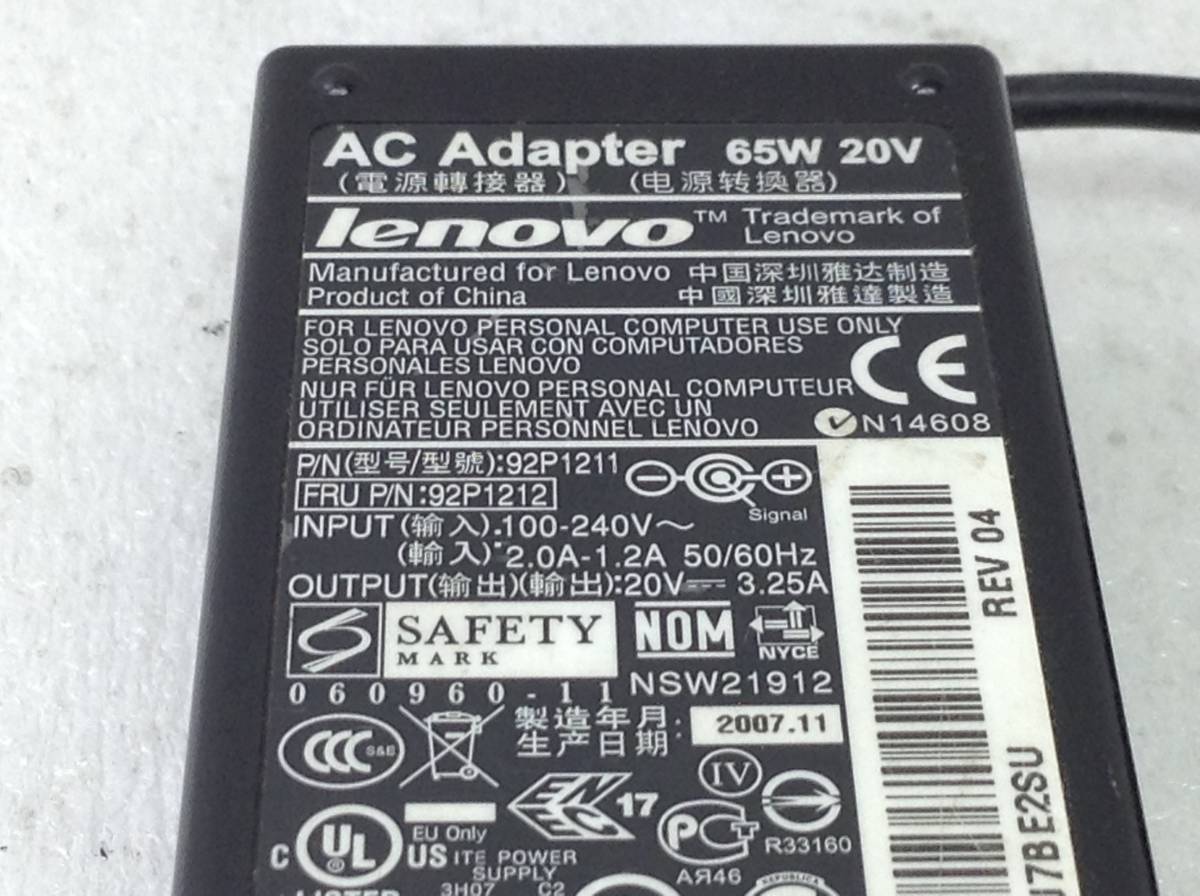 AC Adapter 65W 20V
(電源轉接器) (电源转换器)
lenovo™ Trademark of
Lenovo
Manufactured for Lenovo 中国深圳雅达制造
Product of China 中國深圳雅達製造
FOR LENOVO PERSONAL COMPUTER USE ONLY
SOLO PARA USAR CON COMPUTADORES
PERSONALES LENOVO
NUR FÜR LENOVO PERSONAL COMPUTEUR
UTILISER SEULEMENT AVEC UN
ORDINATEUR PERSONNEL LENOVO
CE
N14608
P/N(型号/型號):92P1211
FRU P/N:92P1212
Signal
INPUT(输入):100-240V~
(輸入):2.0A-1.2A 50/60Hz
OUTPUT(输出)(輸出):20V⎓3.25A
REV 04
S SAFETY
MARK
NOM
NYCE
060960-11 NSW21912
CCC S&E
製造年月:
生产日期:
2007.11
IV
17
PCT
R33160
C UL US
EU Only
ITE POWER
SUPPLY
AЯ46
3H07 C2
LISTED
REPUBLICA
J7BE2SU